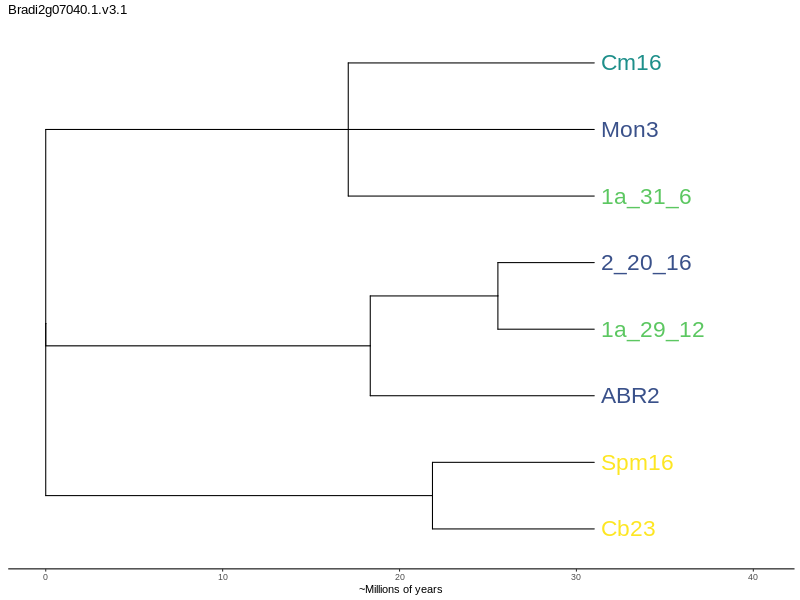 Bradi2g07040.1.v3.1
Cm16
Mon3
1a_31_6
2_20_16
1a_29_12
ABR2
Spm16
Cb23
0 10 20 30 40
~Millions of years